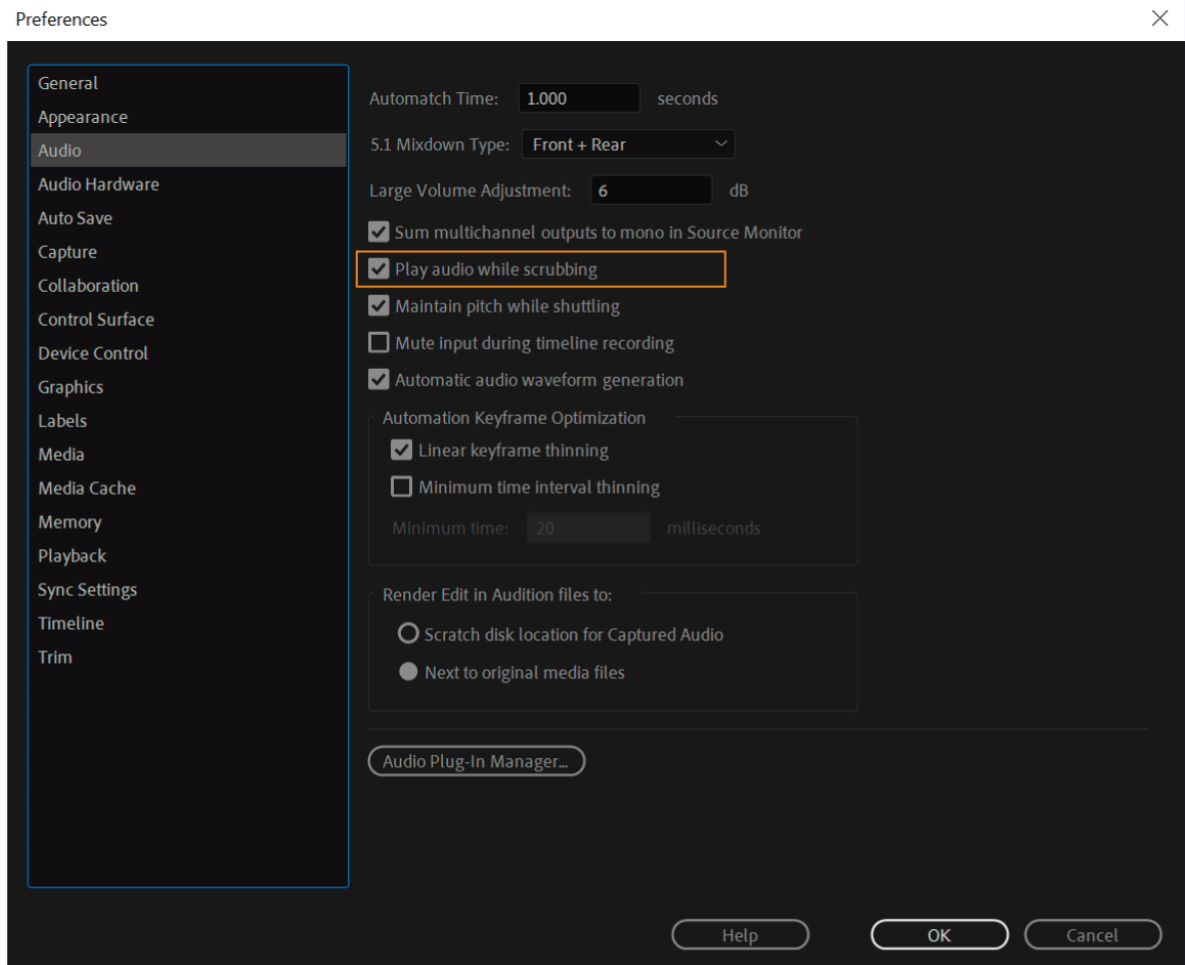 Preferences
General
Appearance
Audio
Audio Hardware
Auto Save
Capture
Collaboration
Control Surface
Device Control
Graphics
Labels
Media
Media Cache
Memory
Playback
Sync Settings
Timeline
Trim
Automatch Time: 1.000 seconds
5.1 Mixdown Type: Front + Rear
Large Volume Adjustment: 6 dB
Sum multichannel outputs to mono in Source Monitor
Play audio while scrubbing
Maintain pitch while shuttling
Mute input during timeline recording
Automatic audio waveform generation
Automation Keyframe Optimization
Linear keyframe thinning
Minimum time interval thinning
Minimum time: 20 milliseconds
Render Edit in Audition files to:
Scratch disk location for Captured Audio
Next to original media files
Audio Plug-In Manager...
Help OK Cancel